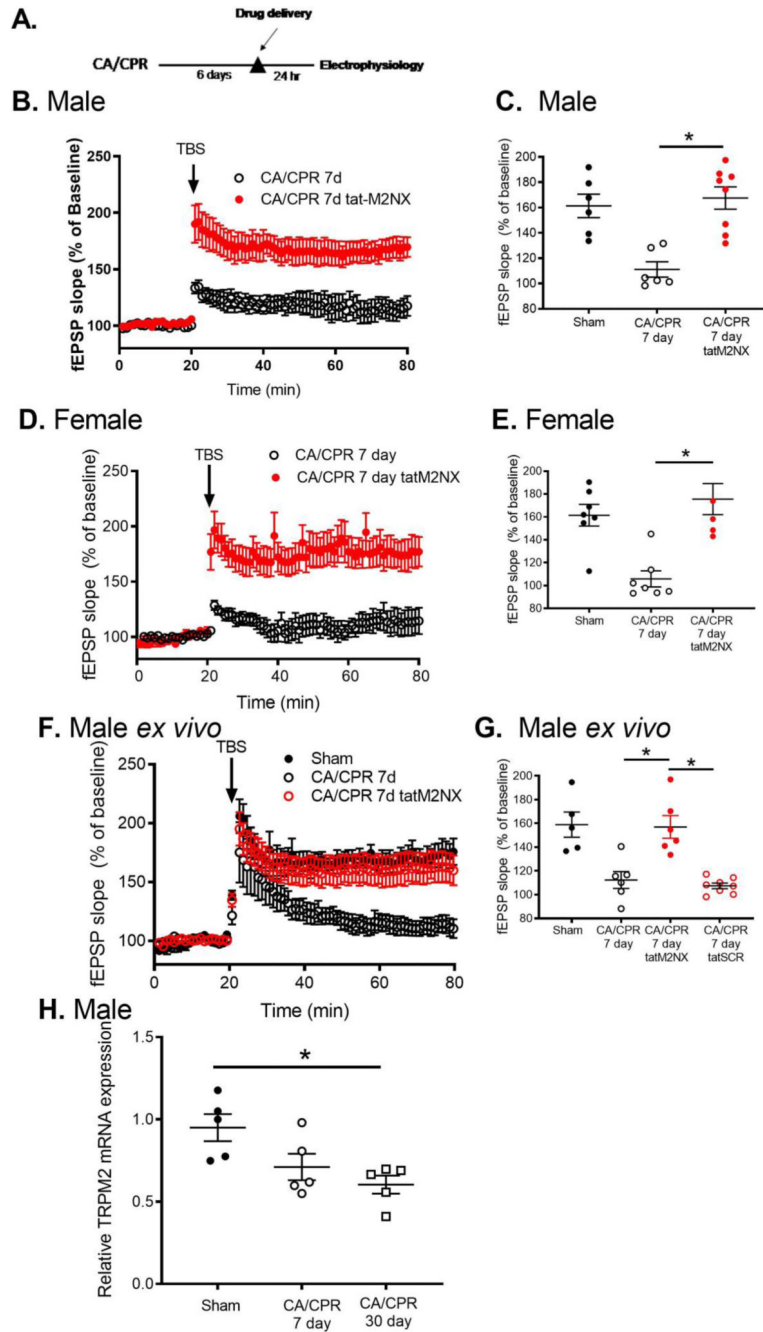 A.
Drug delivery
CA/CPR
6 days
24 hr
Electrophysiology
B. Male
fEPSP slope (% of Baseline)
250
200
150
100
TBS
CA/CPR 7d
CA/CPR 7d tat-M2NX
0 20 40 60 80
Time (min)
C. Male
fEPSP slope (% of baseline)
200
180
160
140
120
100
80
*
Sham
CA/CPR
7 day
CA/CPR
7 day
tatM2NX
D. Female
fEPSP slope (% of baseline)
250
200
150
100
TBS
CA/CPR 7 day
CA/CPR 7 day tatM2NX
0 20 40 60 80
Time (min)
E. Female
fEPSP slope (% of baseline)
200
180
160
140
120
100
80
*
Sham
CA/CPR
7 day
CA/CPR
7 day
tatM2NX
F. Male ex vivo
fEPSP slope (% of baseline)
250
200
150
100
TBS
Sham
CA/CPR 7d
CA/CPR 7d tatM2NX
0 20 40 60 80
Time (min)
G. Male ex vivo
fEPSP slope (% of baseline)
200
180
160
140
120
100
80
* *
Sham
CA/CPR
7 day
CA/CPR
7 day
tatM2NX
CA/CPR
7 day
tatSCR
H. Male
Relative TRPM2 mRNA expression
1.5
1.0
0.5
0.0
*
Sham
CA/CPR
7 day
CA/CPR
30 day